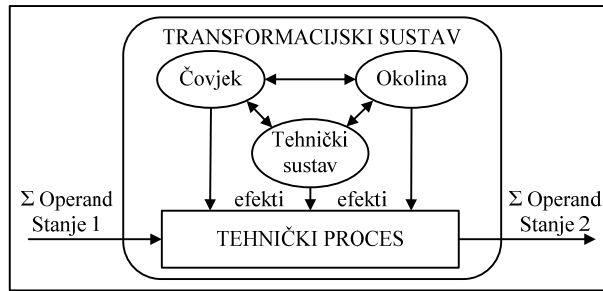 TRANSFORMACIJSKI SUSTAV
Čovjek
Okolina
Tehnički
sustav
Σ Operand
Stanje 1
efekti
efekti
Σ Operand
Stanje 2
TEHNIČKI PROCES